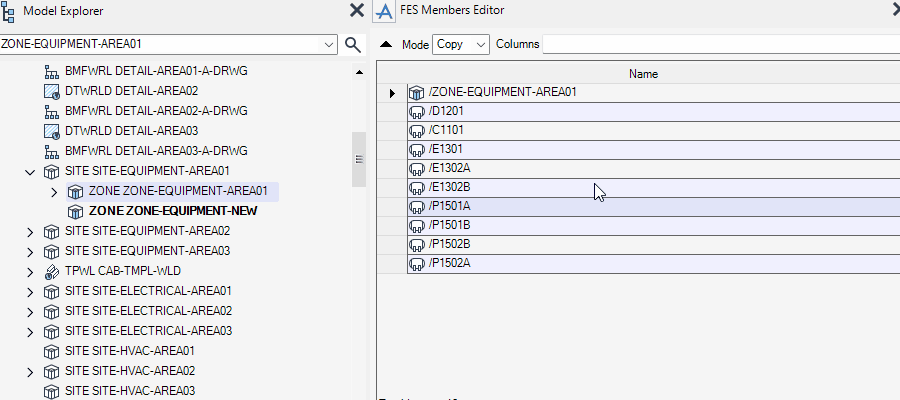 Model Explorer
ZONE-EQUIPMENT-AREA01
BMFWRL DETAIL-AREA01-A-DRWG
DTWRLD DETAIL-AREA02
BMFWRL DETAIL-AREA02-A-DRWG
DTWRLD DETAIL-AREA03
BMFWRL DETAIL-AREA03-A-DRWG
SITE SITE-EQUIPMENT-AREA01
ZONE ZONE-EQUIPMENT-AREA01
ZONE ZONE-EQUIPMENT-NEW
SITE SITE-EQUIPMENT-AREA02
SITE SITE-EQUIPMENT-AREA03
TPWL CAB-TMPL-WLD
SITE SITE-ELECTRICAL-AREA01
SITE SITE-ELECTRICAL-AREA02
SITE SITE-ELECTRICAL-AREA03
SITE SITE-HVAC-AREA01
SITE SITE-HVAC-AREA02
SITE SITE-HVAC-AREA03
FES Members Editor
Mode Copy Columns
Name
/ZONE-EQUIPMENT-AREA01
/D1201
/C1101
/E1301
/E1302A
/E1302B
/P1501A
/P1501B
/P1502B
/P1502A